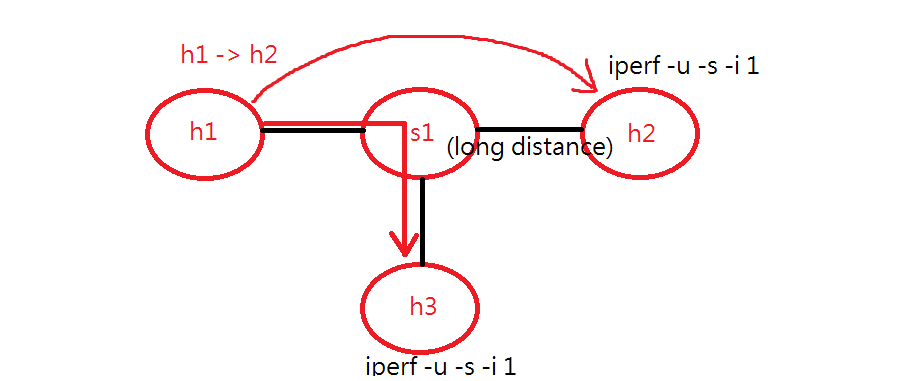 h1 -> h2
iperf -u -s -i 1
h1
s1
h2
(long distance)
h3
iperf -u -s -i 1